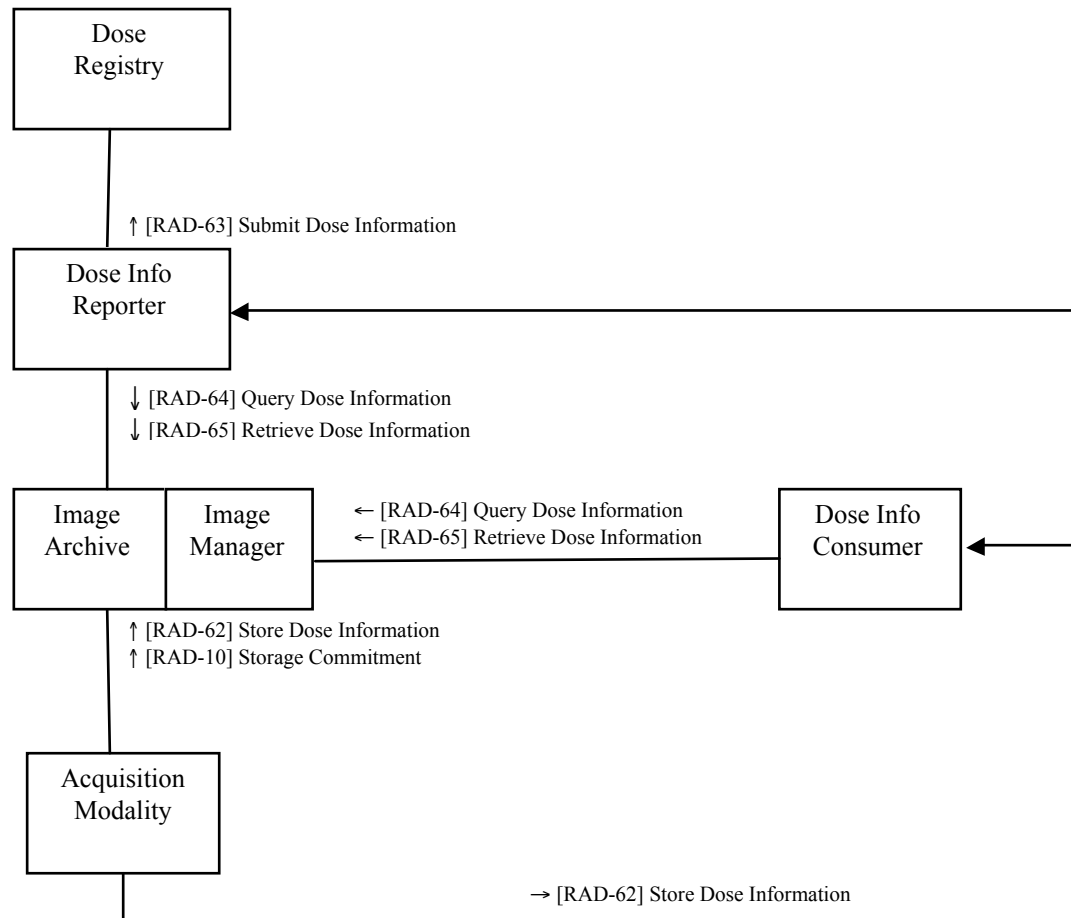 Dose
Registry
↑ [RAD-63] Submit Dose Information
Dose Info
Reporter
↓ [RAD-64] Query Dose Information
↓ [RAD-65] Retrieve Dose Information
Image
Archive
Image
Manager
← [RAD-64] Query Dose Information
← [RAD-65] Retrieve Dose Information
Dose Info
Consumer
↑ [RAD-62] Store Dose Information
↑ [RAD-10] Storage Commitment
Acquisition
Modality
→ [RAD-62] Store Dose Information